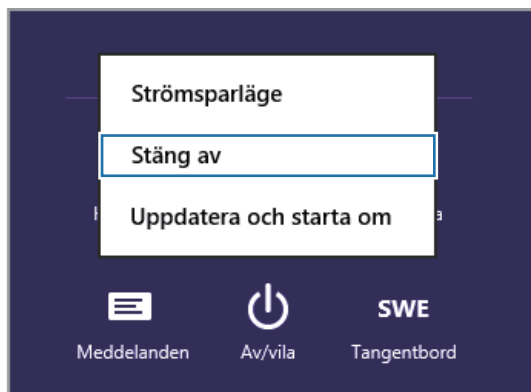 Strömsparläge
Stäng av
Uppdatera och starta om
SWE
Meddelanden
Av/vila
Tangentbord